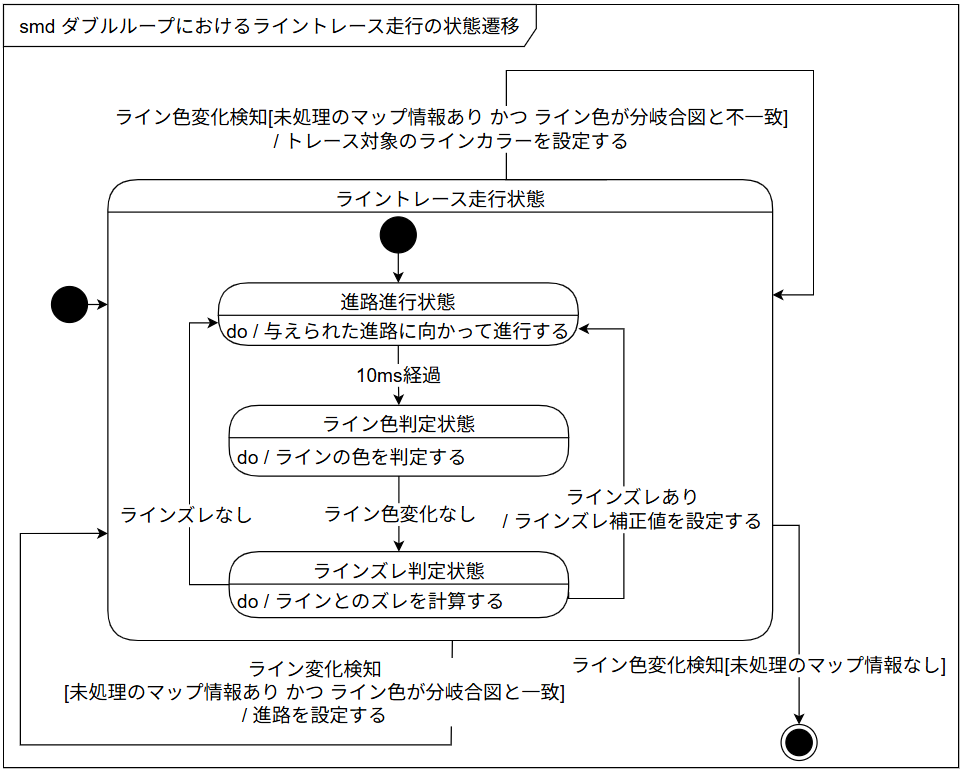 smd ダブルループにおけるライントレース走行の状態遷移
ライン色変化検知[未処理のマップ情報あり かつ ライン色が分岐合図と不一致]
/ トレース対象のラインカラーを設定する
ライントレース走行状態
進路進行状態
do / 与えられた進路に向かって進行する
10ms経過
ライン色判定状態
do / ラインの色を判定する
ラインズレなし
ライン色変化なし
ラインズレあり
/ ラインズレ補正値を設定する
ラインズレ判定状態
do / ラインとのズレを計算する
ライン変化検知
[未処理のマップ情報あり かつ ライン色が分岐合図と一致]
/ 進路を設定する
ライン色変化検知[未処理のマップ情報なし]